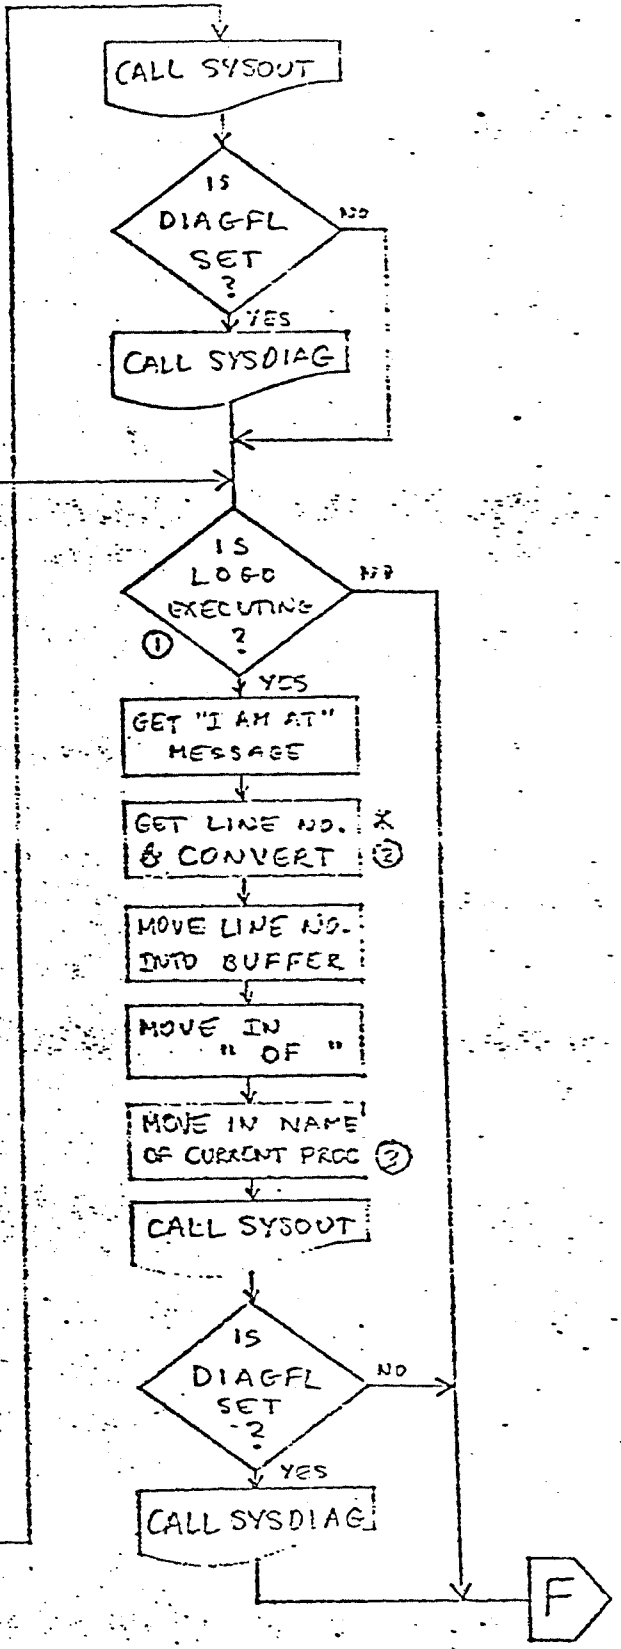 CALL SYSOUT
IS
DIAGFL
SET
?
NO
YES
CALL SYSDIAG
IS
LOGO
EXECUTING
?
①
NO
YES
GET "I AM AT"
MESSAGE
GET LINE NO. *
& CONVERT ②
MOVE LINE NO.
INTO BUFFER
MOVE IN
" OF "
MOVE IN NAME
OF CURRENT PROC ③
CALL SYSOUT
IS
DIAGFL
SET
?
NO
YES
CALL SYSDIAG
F